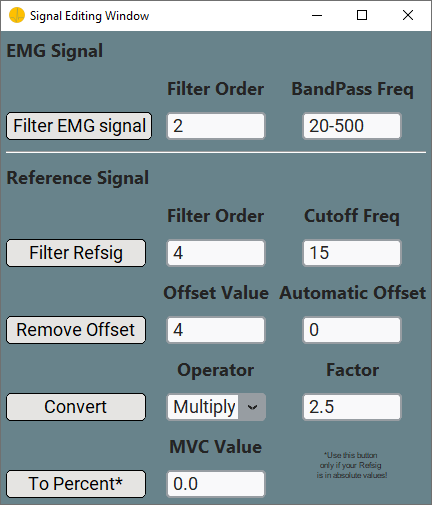 Signal Editing Window
EMG Signal
Filter Order BandPass Freq
Filter EMG signal 2 20-500
Reference Signal
Filter Order Cutoff Freq
Filter Refsig 4 15
Offset Value Automatic Offset
Remove Offset 4 0
Operator Factor
Convert Multiply 2.5
MVC Value
To Percent* 0.0
*Use this button
only if your Refsig
is in absolute values!